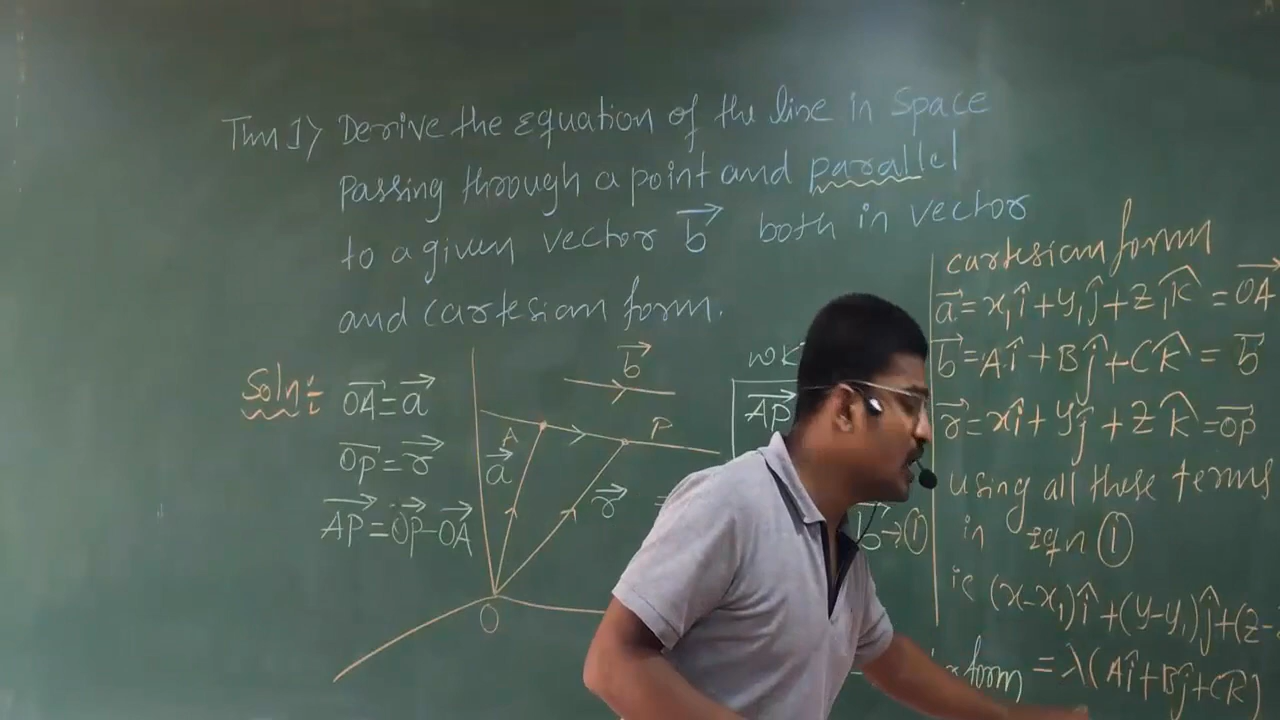 Thm 1) Derive the Equation of the line in Space
passing through a point and parallel
to a given vector b⃗ both in vector
and cartesian form.
Soln:-
OA⃗ = a⃗
OP⃗ = r⃗
AP⃗ = OP⃗ - OA⃗
b⃗
A
P
a⃗
r⃗
O
WK
AP⃗
b⃗ → ①
form
cartesian form
a⃗ = x₁î + y₁ĵ + z₁k̂ = OA⃗
b⃗ = Aî + Bĵ + Ck̂ = b⃗
r⃗ = xî + yĵ + zk̂ = OP⃗
using all these terms
in Eqn ①
ie (x-x₁)î + (y-y₁)ĵ + (z-
= λ(Aî + Bĵ + Ck̂)